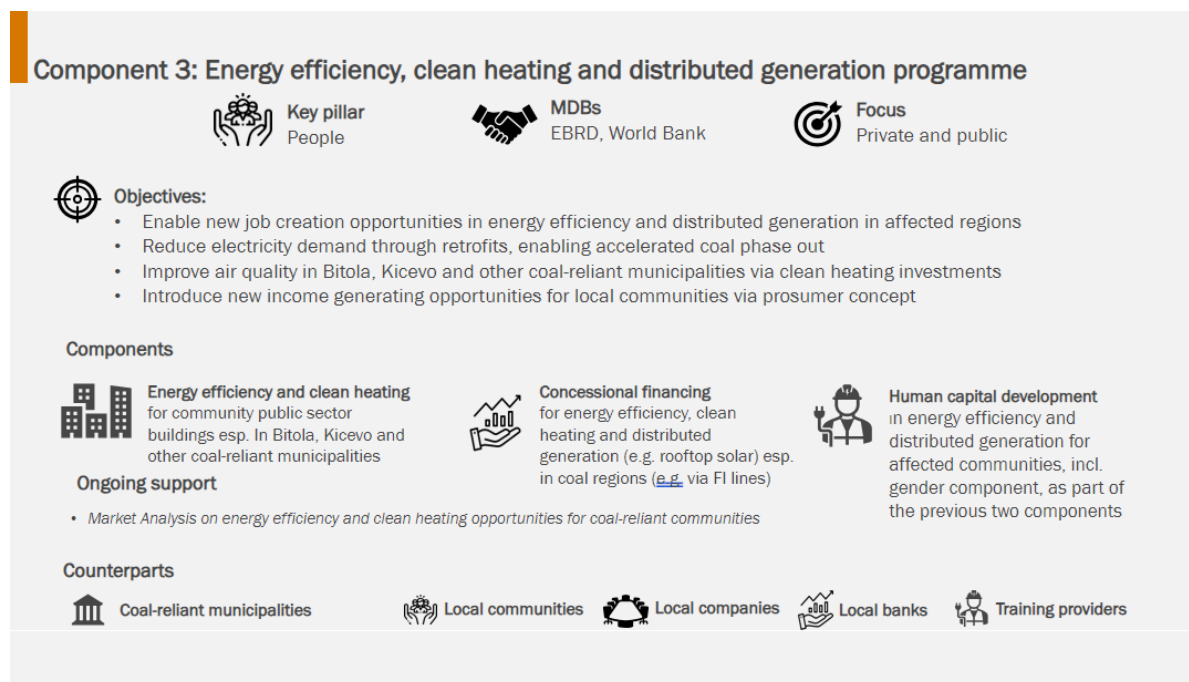 Component 3: Energy efficiency, clean heating and distributed generation programme
Key pillar
People
MDBs
EBRD, World Bank
Focus
Private and public
Objectives:
• Enable new job creation opportunities in energy efficiency and distributed generation in affected regions
• Reduce electricity demand through retrofits, enabling accelerated coal phase out
• Improve air quality in Bitola, Kicevo and other coal-reliant municipalities via clean heating investments
• Introduce new income generating opportunities for local communities via prosumer concept
Components
Energy efficiency and clean heating
for community public sector
buildings esp. In Bitola, Kicevo and
other coal-reliant municipalities
Concessional financing
for energy efficiency, clean
heating and distributed
generation (e.g. rooftop solar) esp.
in coal regions (e.g. via FI lines)
Human capital development
in energy efficiency and
distributed generation for
affected communities, incl.
gender component, as part of
the previous two components
Ongoing support
• Market Analysis on energy efficiency and clean heating opportunities for coal-reliant communities
Counterparts
Coal-reliant municipalities
Local communities
Local companies
Local banks
Training providers